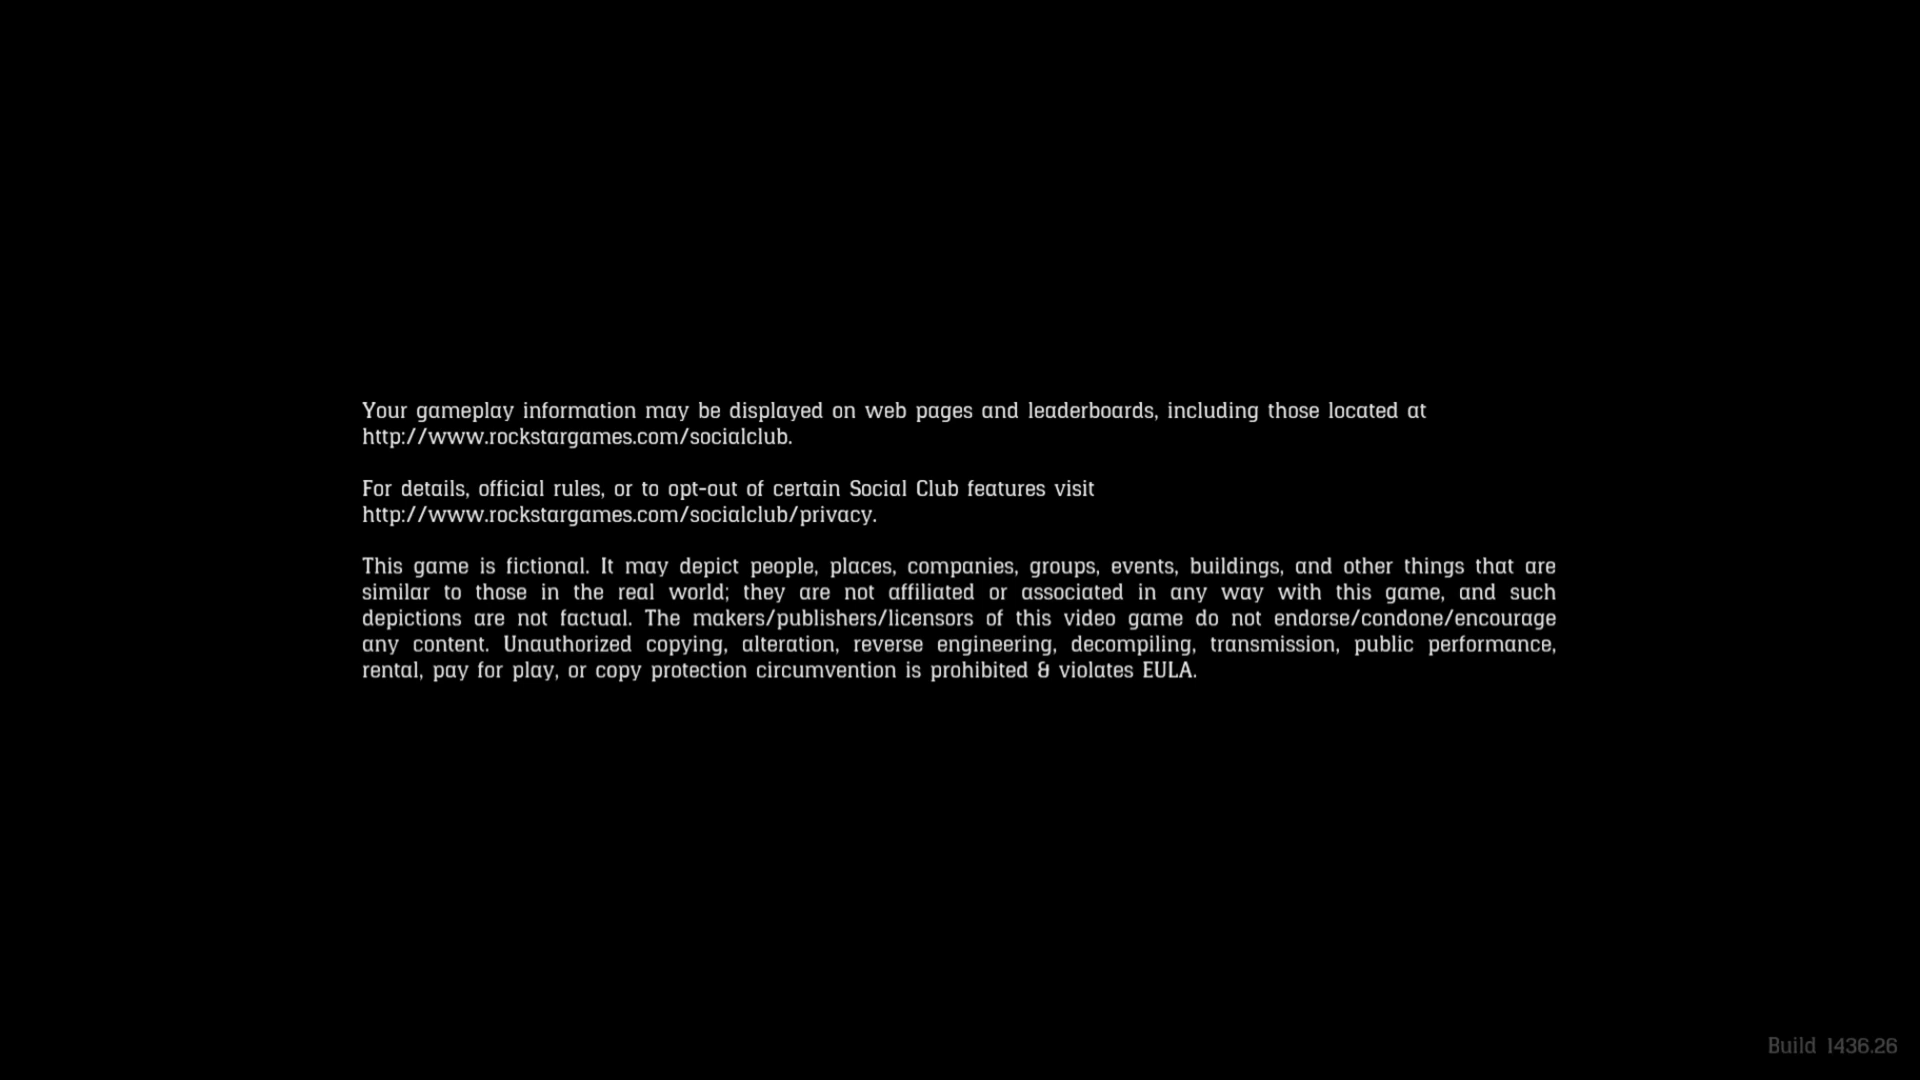 Your gameplay information may be displayed on web pages and leaderboards, including those located at
http://www.rockstargames.com/socialclub.
For details, official rules, or to opt-out of certain Social Club features visit
http://www.rockstargames.com/socialclub/privacy.
This game is fictional. It may depict people, places, companies, groups, events, buildings, and other things that are
similar to those in the real world; they are not affiliated or associated in any way with this game, and such
depictions are not factual. The makers/publishers/licensors of this video game do not endorse/condone/encourage
any content. Unauthorized copying, alteration, reverse engineering, decompiling, transmission, public performance,
rental, pay for play, or copy protection circumvention is prohibited & violates EULA.
Build 1436.26